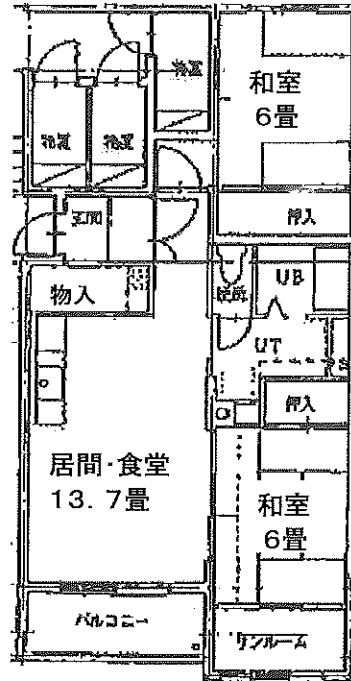 物置
和室
6畳
物置
物置
押入
玄関
便所
UB
物入
UT
押入
居間・食堂
13.7畳
和室
6畳
バルコニー
サンルーム